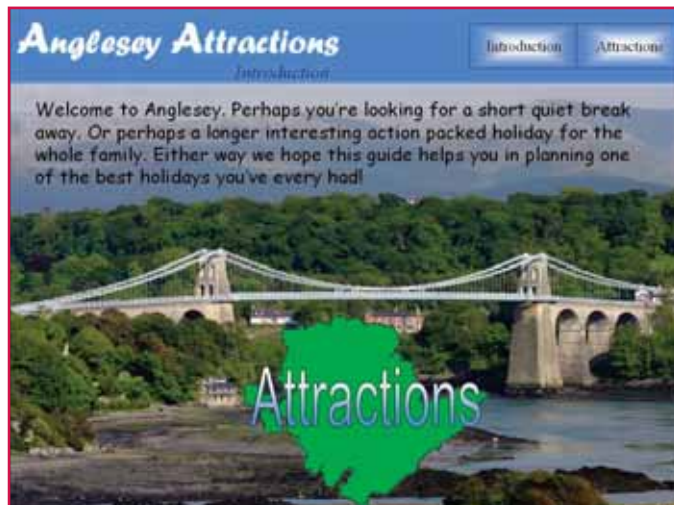 Anglesey Attractions
Introduction
Introduction
Attractions
Welcome to Anglesey. Perhaps you're looking for a short quiet break
away. Or perhaps a longer interesting action packed holiday for the
whole family. Either way we hope this guide helps you in planning one
of the best holidays you've every had!
Attractions